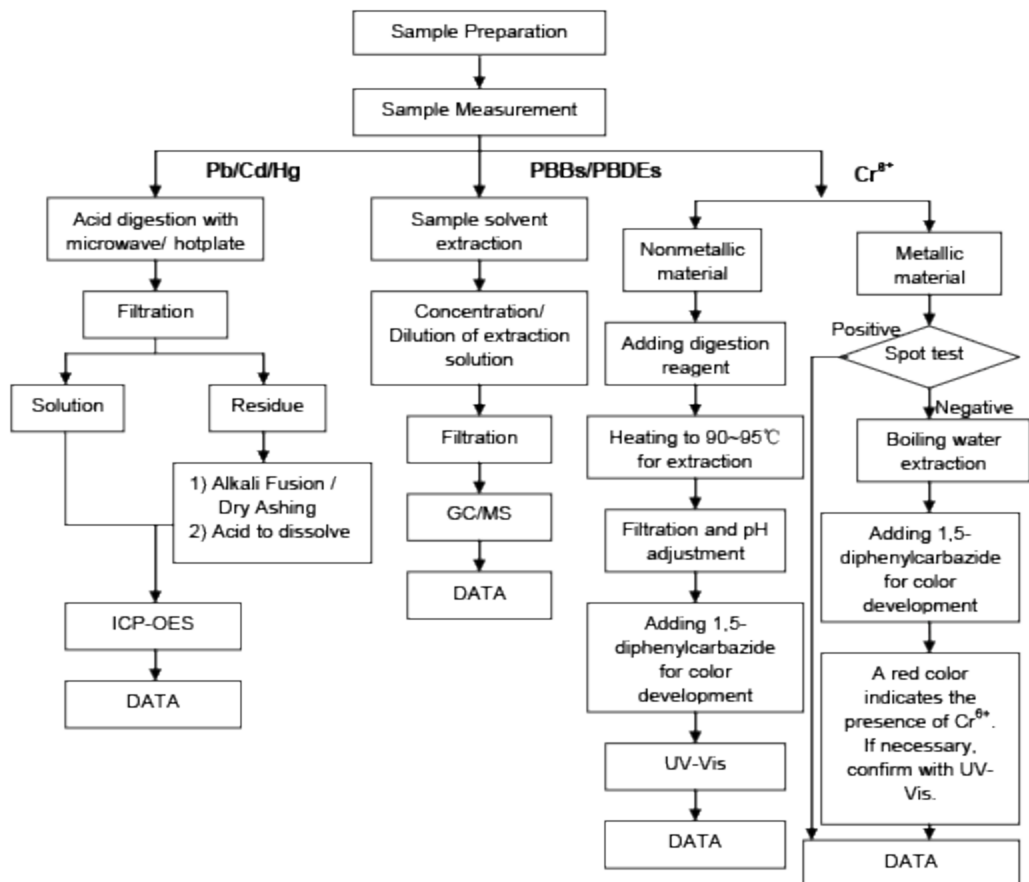 Sample Preparation
Sample Measurement
Pb/Cd/Hg
PBBs/PBDEs
Cr⁶⁺
Acid digestion with
microwave/ hotplate
Filtration
Solution
Residue
1) Alkali Fusion /
Dry Ashing
2) Acid to dissolve
ICP-OES
DATA
Sample solvent
extraction
Concentration/
Dilution of extraction
solution
Filtration
GC/MS
DATA
Nonmetallic
material
Adding digestion
reagent
Heating to 90~95℃
for extraction
Filtration and pH
adjustment
Adding 1,5-
diphenylcarbazide
for color
development
UV-Vis
DATA
Metallic
material
Positive
Spot test
Negative
Boiling water
extraction
Adding 1,5-
diphenylcarbazide
for color
development
A red color
indicates the
presence of Cr⁶⁺.
If necessary,
confirm with UV-
Vis.
DATA